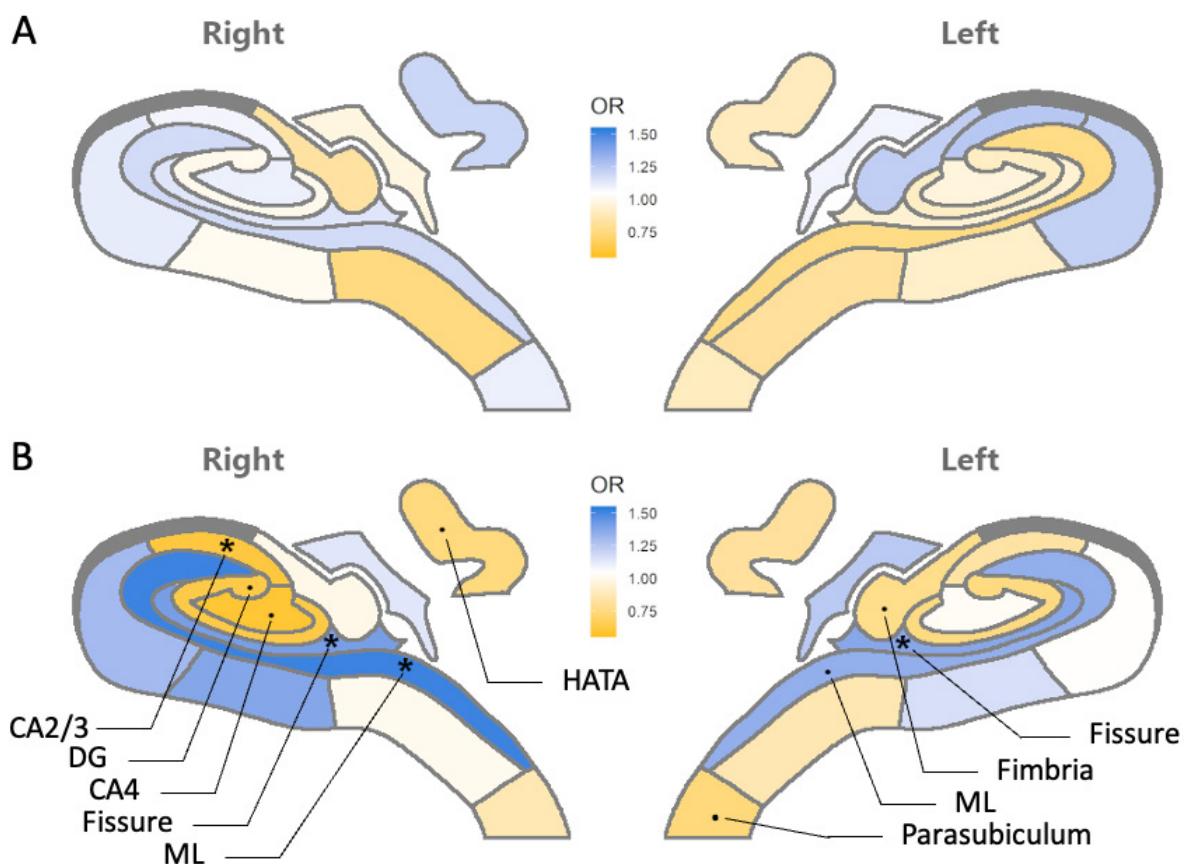 A
Right
Left
OR
1.50
1.25
1.00
0.75
B
Right
Left
OR
1.50
1.25
1.00
0.75
*
*
*
*
HATA
CA2/3
DG
CA4
Fissure
ML
Fissure
Fimbria
ML
Parasubiculum